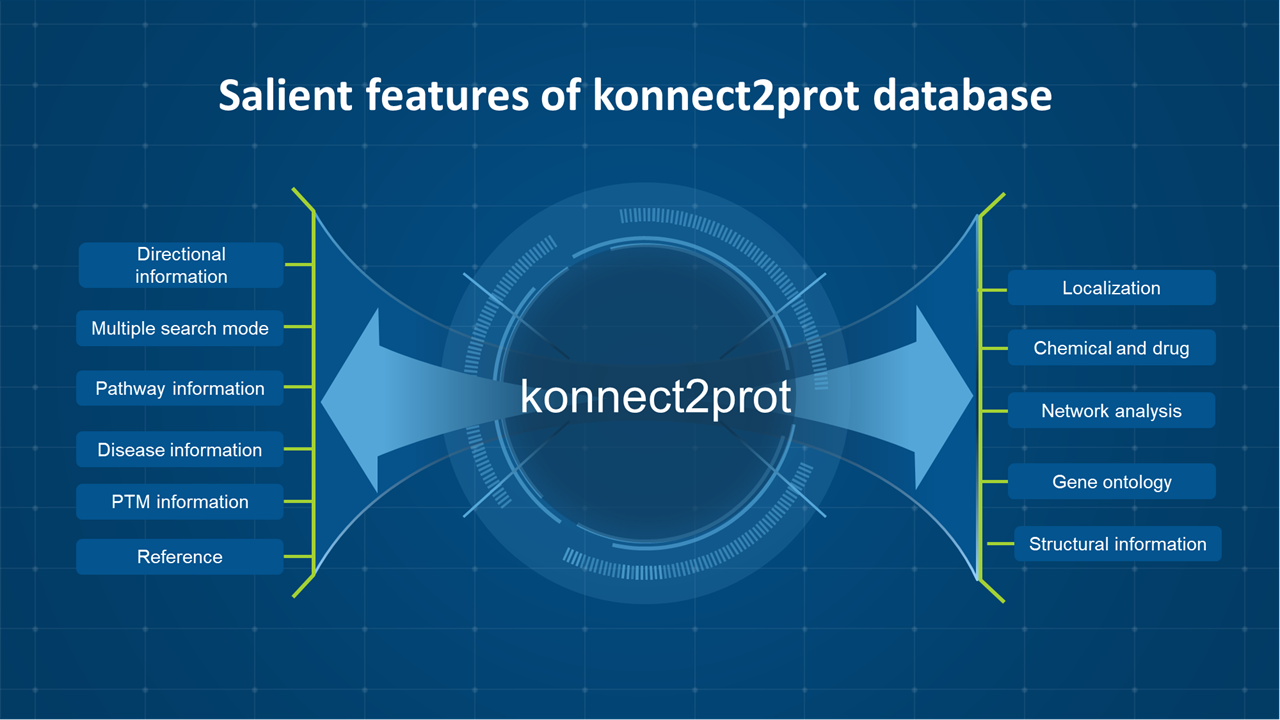 Salient features of konnect2prot database
Directional
information
Multiple search mode
Pathway information
Disease information
PTM information
Reference
konnect2prot
Localization
Chemical and drug
Network analysis
Gene ontology
Structural information